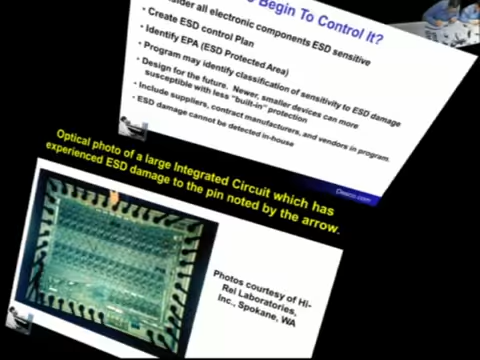 Begin To Control It?
all electronic components ESD sensitive
• Create ESD control Plan
• Identify EPA (ESD Protected Area)
• Program may identify classification of sensitivity to ESD damage
• Design for the future. Newer, smaller devices can more
susceptible with less "built-in" protection
• Include suppliers, contract manufacturers, and vendors in program.
• ESD damage cannot be detected in-house
Desco.com
Optical photo of a large Integrated Circuit which has
experienced ESD damage to the pin noted by the arrow.
Photos courtesy of Hi-
Rel Laboratories,
Inc., Spokane, WA